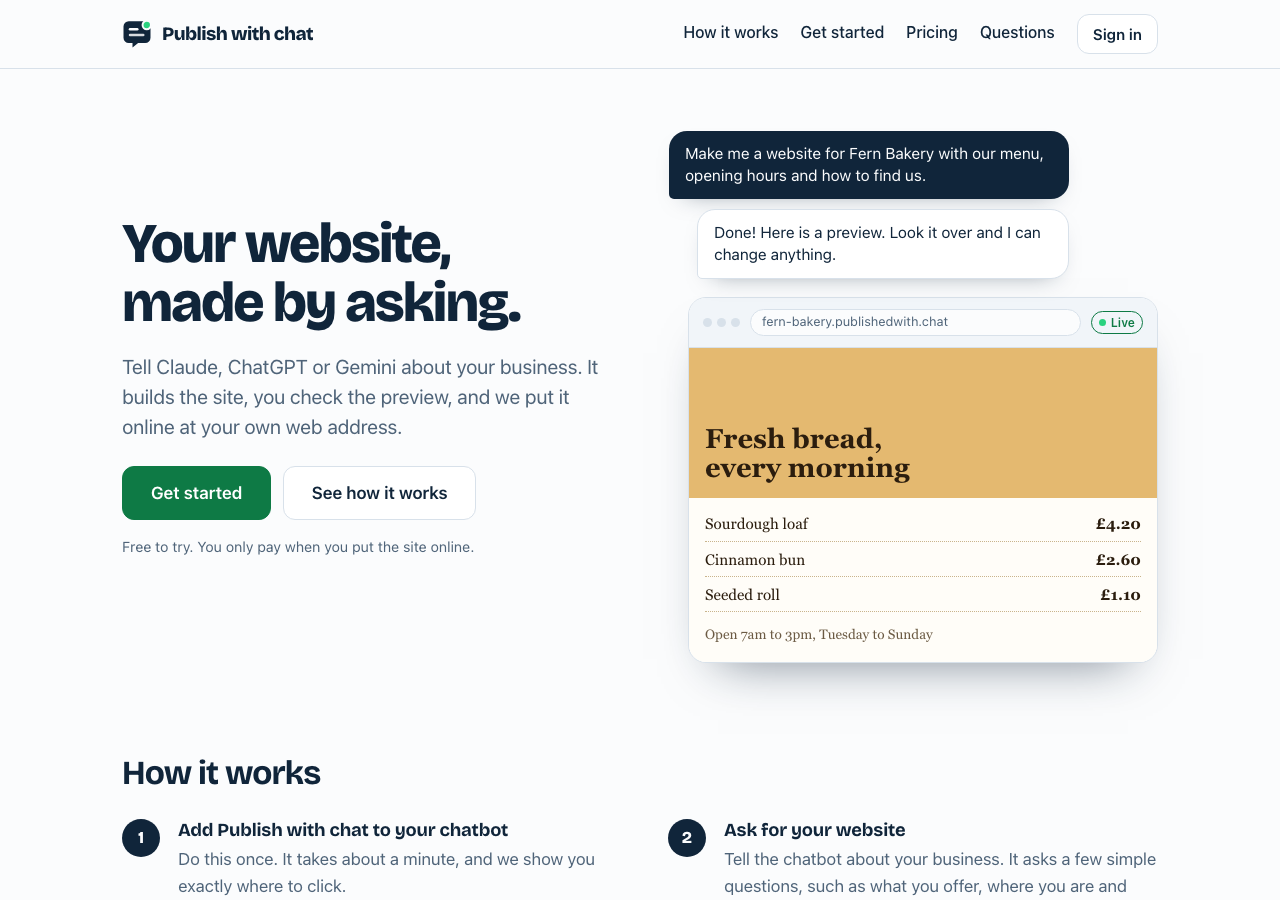 Publish with chat
How it works
Get started
Pricing
Questions
Sign in
Your website,
made by asking.
Tell Claude, ChatGPT or Gemini about your business. It
builds the site, you check the preview, and we put it
online at your own web address.
Get started
See how it works
Free to try. You only pay when you put the site online.
Make me a website for Fern Bakery with our menu,
opening hours and how to find us.
Done! Here is a preview. Look it over and I can
change anything.
fern-bakery.publishedwith.chat
Live
Fresh bread,
every morning
Sourdough loaf £4.20
Cinnamon bun £2.60
Seeded roll £1.10
Open 7am to 3pm, Tuesday to Sunday
How it works
1
Add Publish with chat to your chatbot
Do this once. It takes about a minute, and we show you
exactly where to click.
2
Ask for your website
Tell the chatbot about your business. It asks a few simple
questions, such as what you offer, where you are and